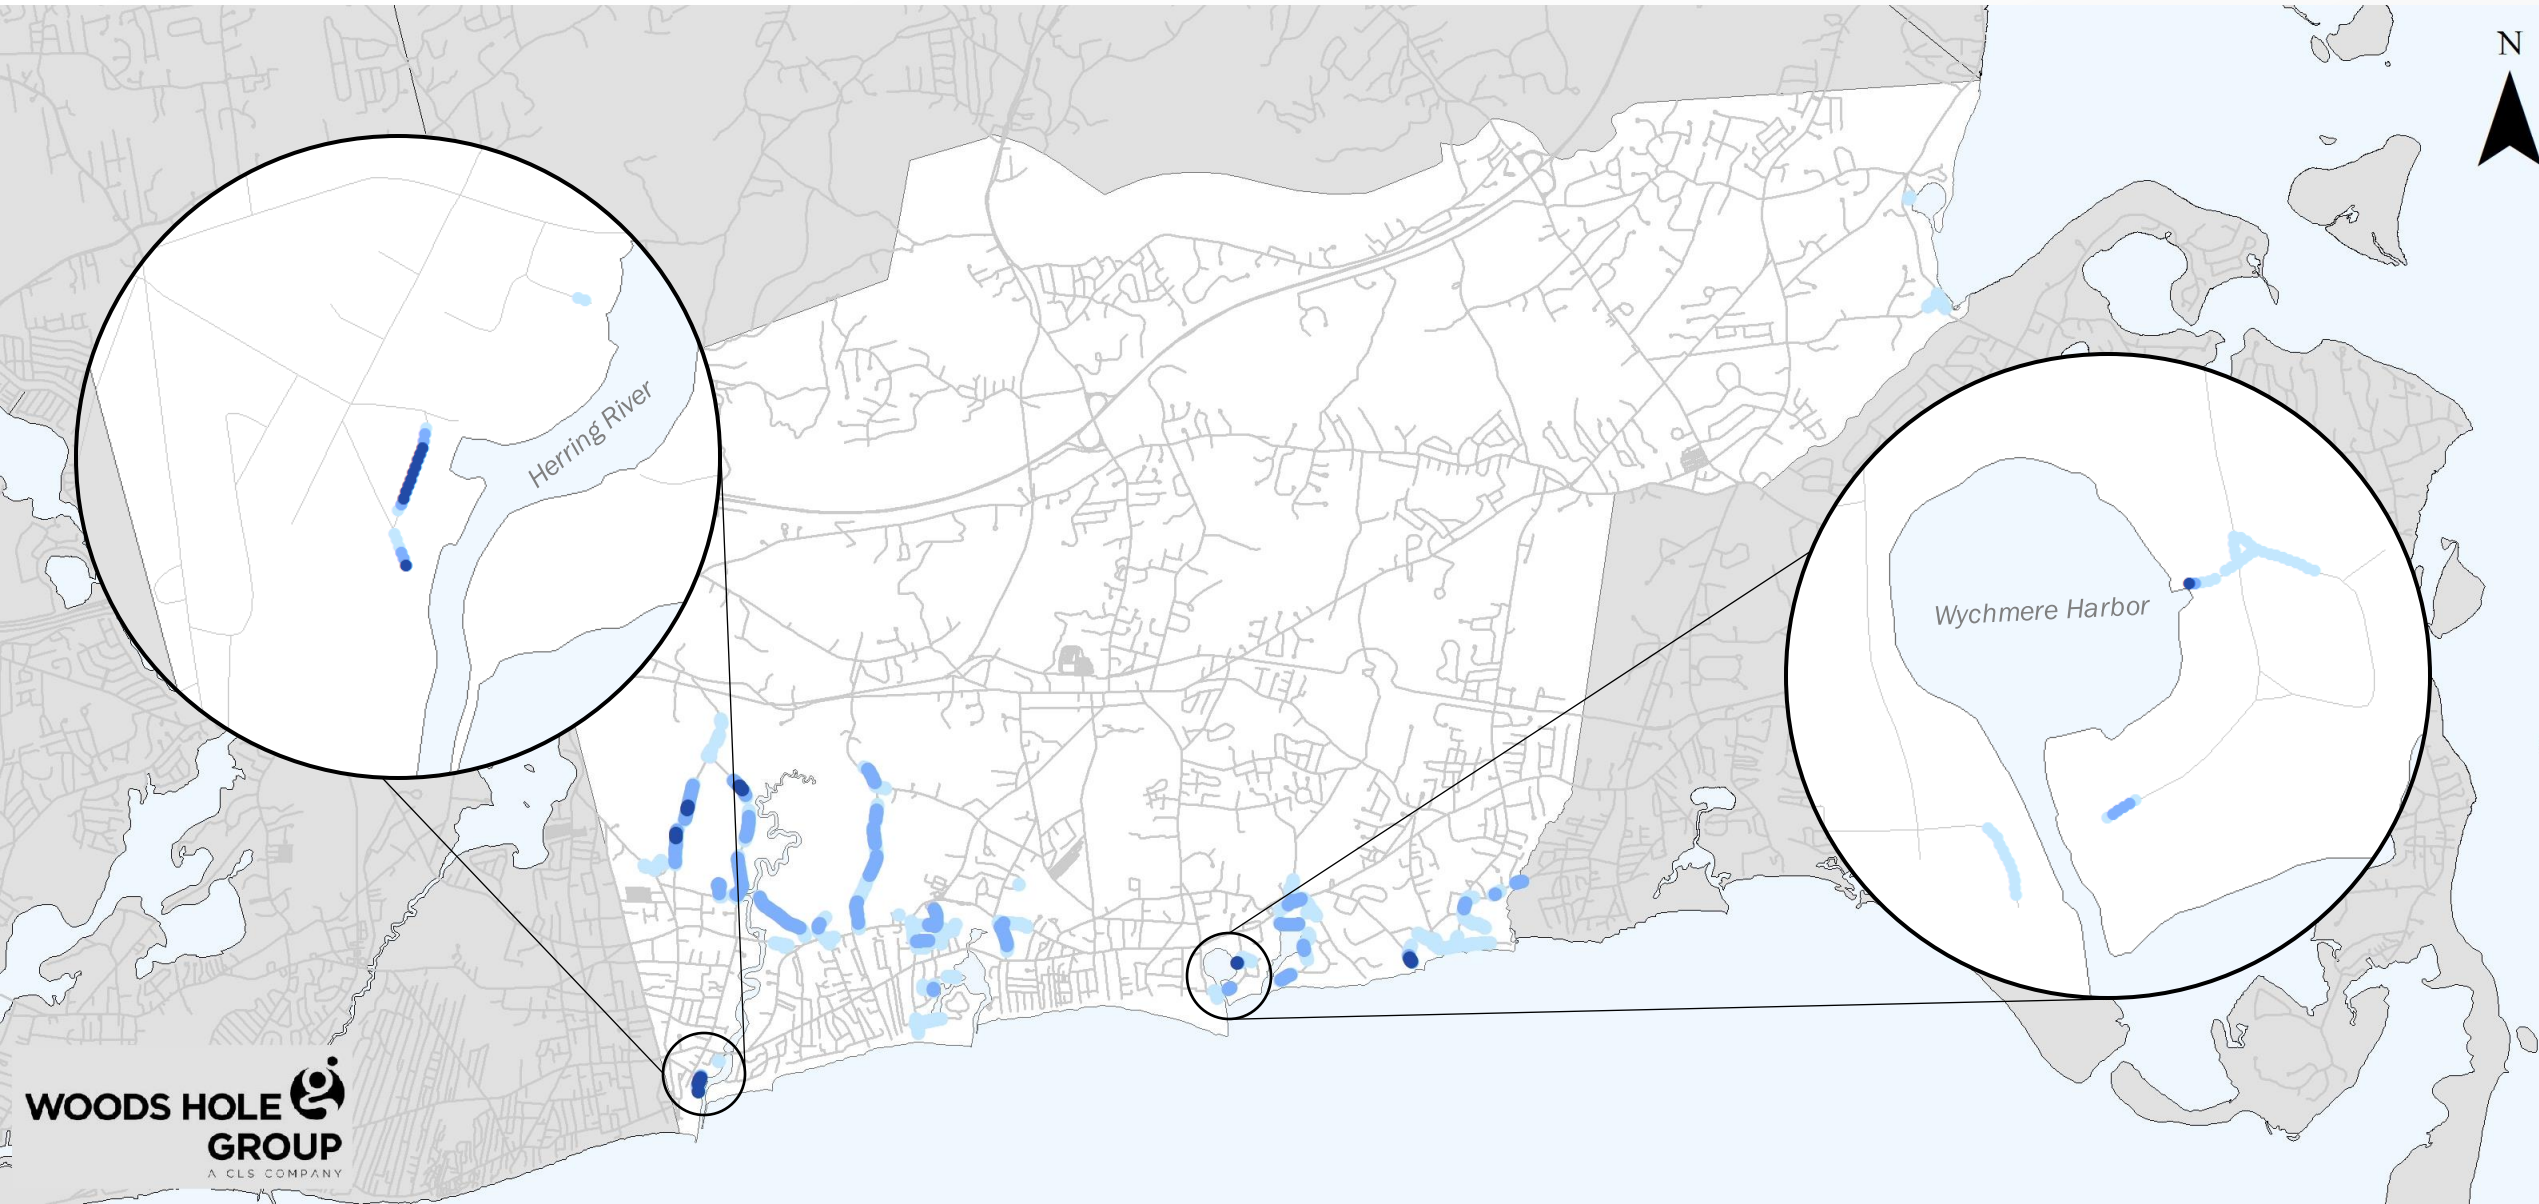 N
Herring River
Wychmere Harbor
WOODS HOLE
GROUP
A CLS COMPANY